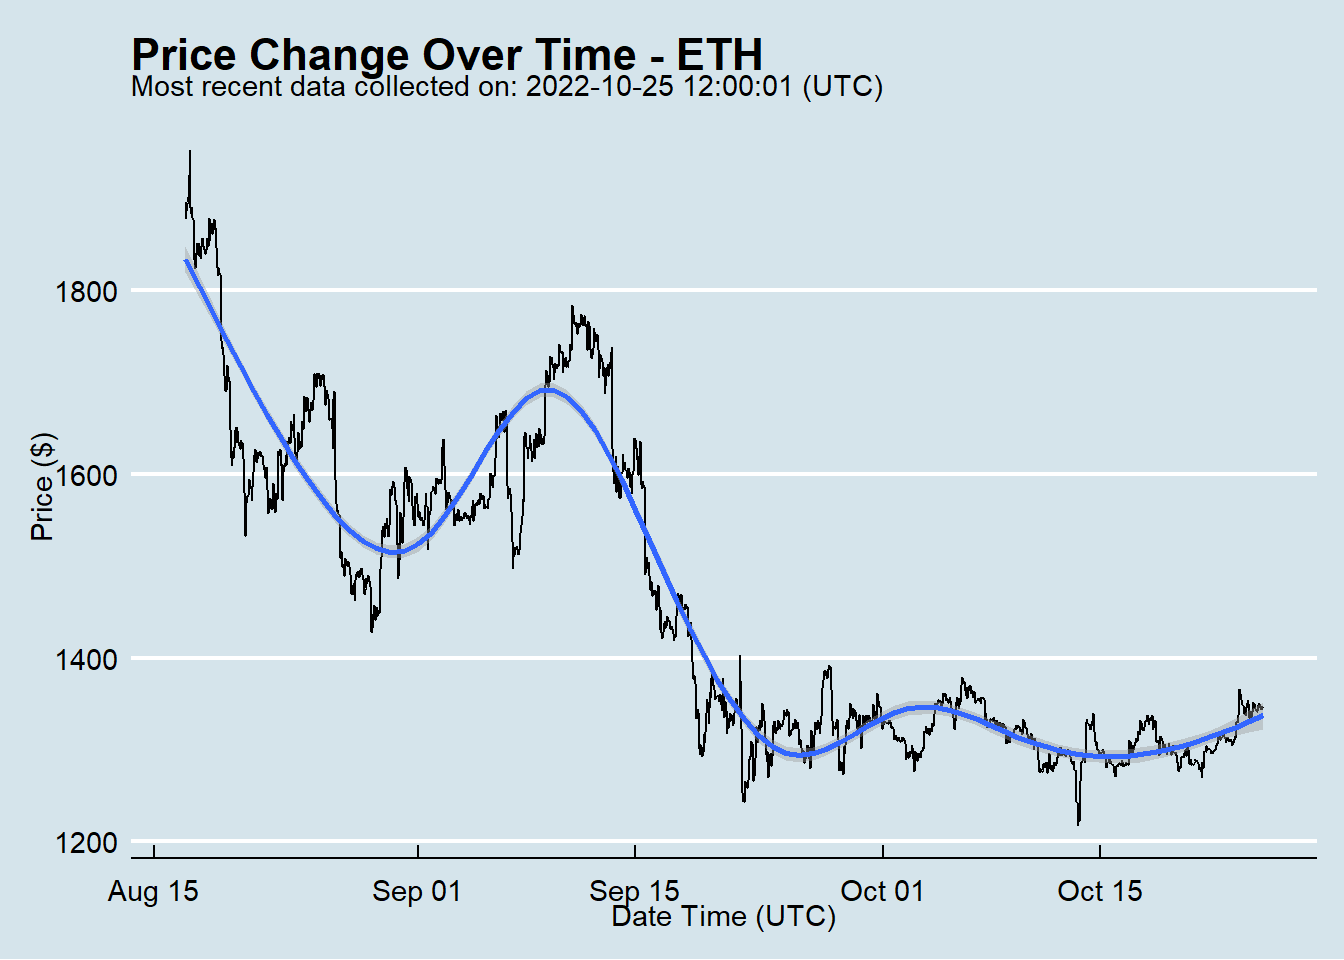 Price Change Over Time - ETH
Most recent data collected on: 2022-10-25 12:00:01 (UTC)
Price ($)
1800
1600
1400
1200
Aug 15
Sep 01
Sep 15
Oct 01
Oct 15
Date Time (UTC)